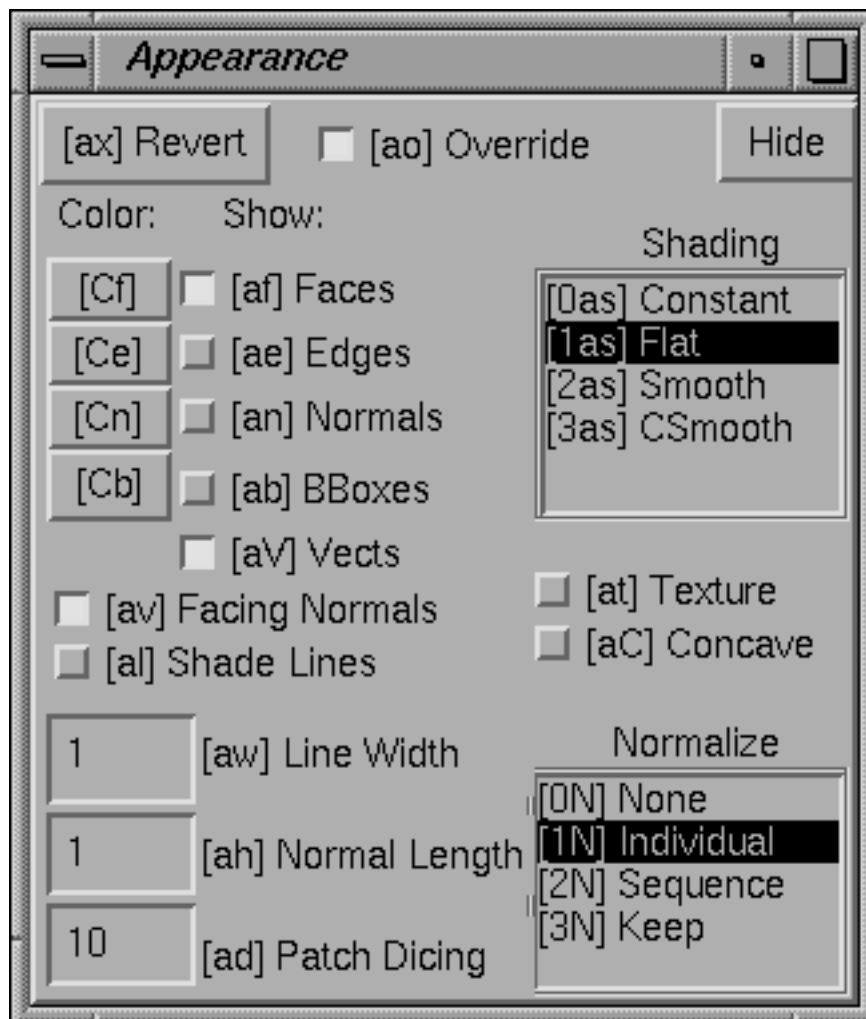 Appearance
[ax] Revert [ao] Override Hide
Color: Show:
Shading
[Cf] [af] Faces
[Ce] [ae] Edges
[Cn] [an] Normals
[Cb] [ab] BBoxes
[aV] Vects
[0as] Constant
[1as] Flat
[2as] Smooth
[3as] CSmooth
[av] Facing Normals
[al] Shade Lines
[at] Texture
[aC] Concave
1 [aw] Line Width
1 [ah] Normal Length
10 [ad] Patch Dicing
Normalize
[0N] None
[1N] Individual
[2N] Sequence
[3N] Keep